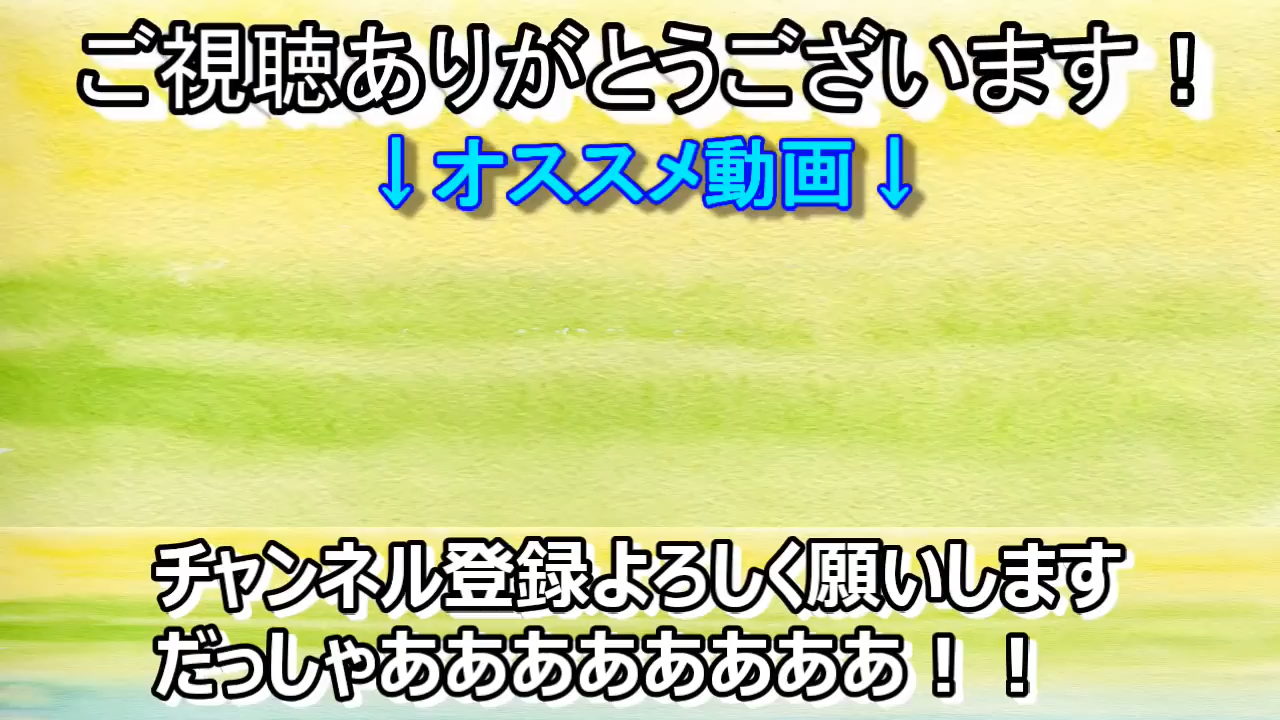 ご視聴ありがとうございます！
↓オススメ動画↓
チャンネル登録よろしく願いします
だっしゃああああああああ！！